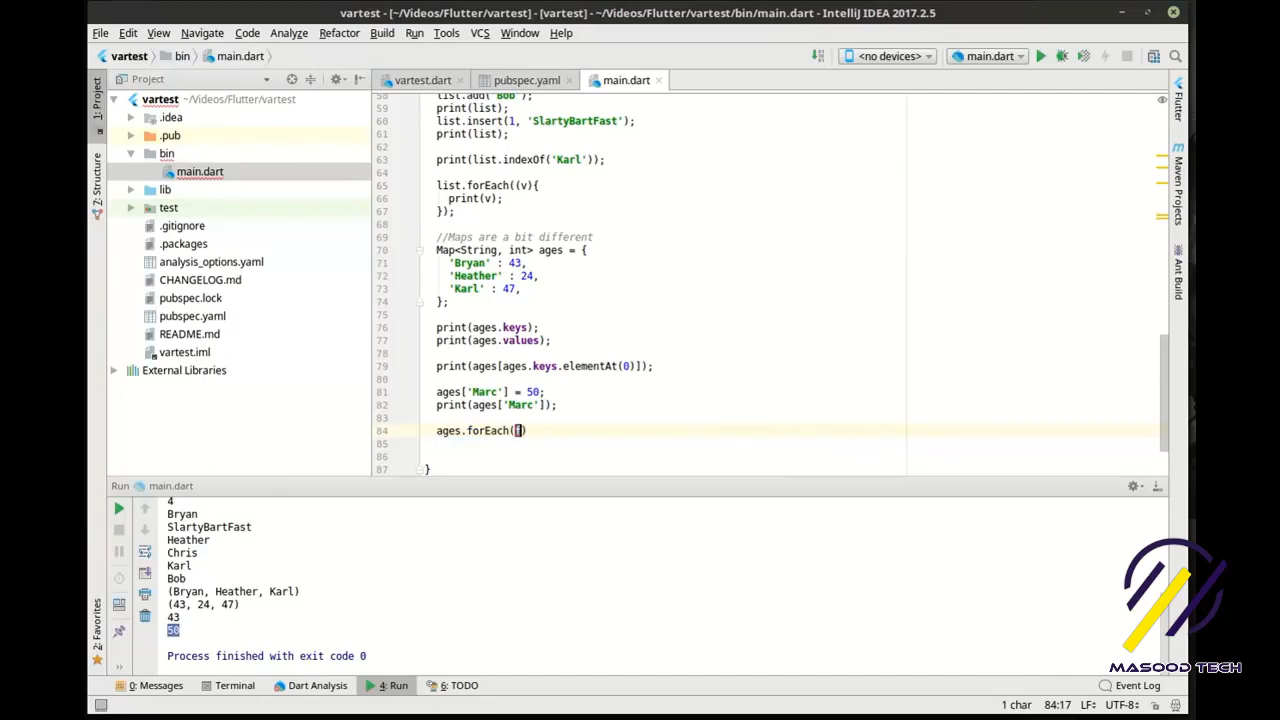 vartest - [~/Videos/Flutter/vartest] - [vartest] - ~/Videos/Flutter/vartest/bin/main.dart - IntelliJ IDEA 2017.2.5
File Edit View Navigate Code Analyze Refactor Build Run Tools VCS Window Help
vartest bin main.dart <no devices> main.dart
Project vartest.dart pubspec.yaml main.dart
1: Project
7: Structure
2: Favorites
vartest ~/Videos/Flutter/vartest
.idea
.pub
bin
main.dart
lib
test
.gitignore
.packages
analysis_options.yaml
CHANGELOG.md
pubspec.lock
pubspec.yaml
README.md
vartest.iml
External Libraries
58 list.add('Bob');
59 print(list);
60 list.insert(1, 'SlartyBartFast');
61 print(list);
62
63 print(list.indexOf('Karl'));
64
65 list.forEach((v){
66 print(v);
67 });
68
69 //Maps are a bit different
70 Map<String, int> ages = {
71 'Bryan' : 43,
72 'Heather' : 24,
73 'Karl' : 47,
74 };
75
76 print(ages.keys);
77 print(ages.values);
78
79 print(ages[ages.keys.elementAt(0)]);
80
81 ages['Marc'] = 50;
82 print(ages['Marc']);
83
84 ages.forEach(f)
85
86
87 }
Flutter
Maven Projects
Ant Build
Run main.dart
4
Bryan
SlartyBartFast
Heather
Chris
Karl
Bob
(Bryan, Heather, Karl)
(43, 24, 47)
43
50
Process finished with exit code 0
MASOOD TECH
0: Messages Terminal Dart Analysis 4: Run 6: TODO Event Log
1 char 84:17 LF UTF-8